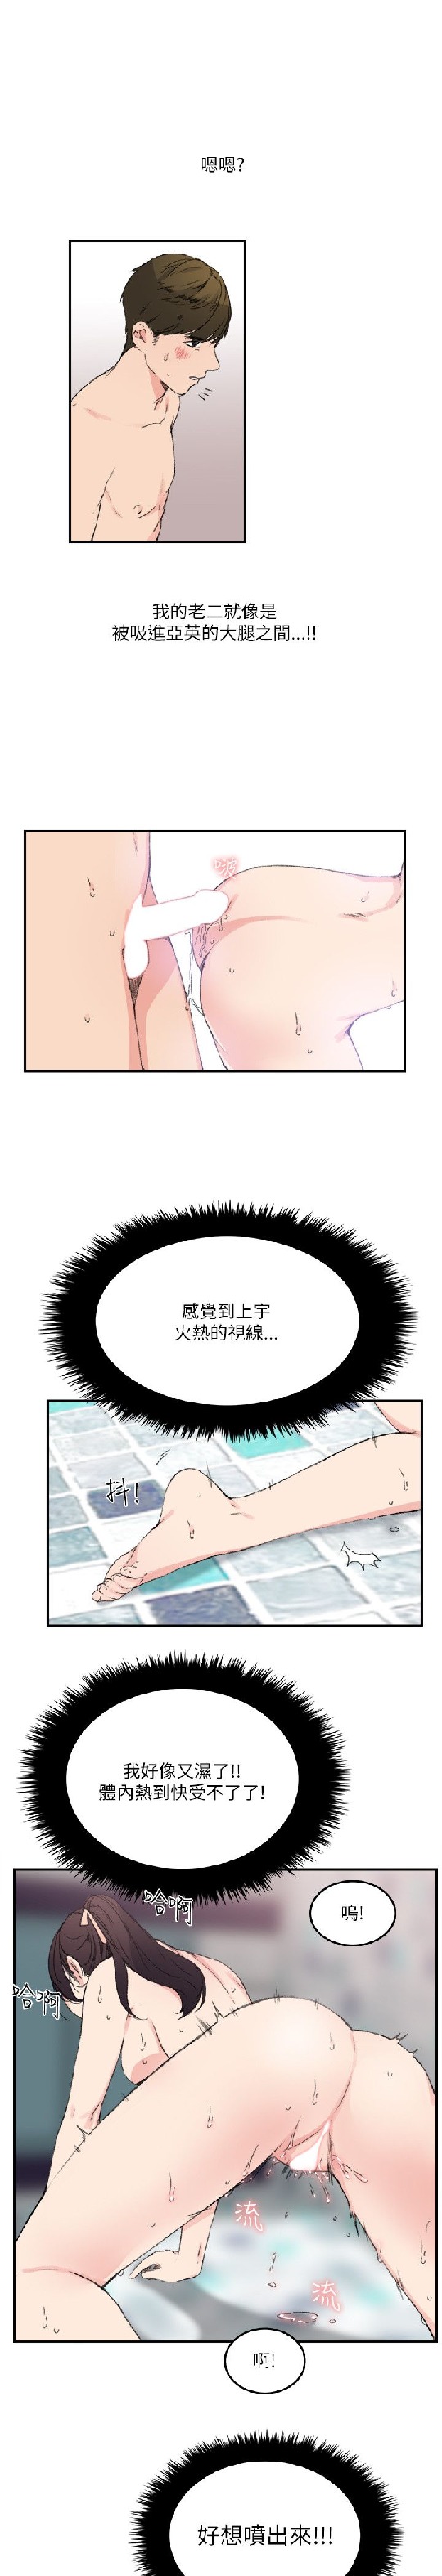 嗯嗯?
我的老二就像是
被吸進亞英的大腿之間...!!
啵
感覺到上宇
火熱的視線...
抖!
我好像又濕了!!
體內熱到快受不了了!
哈啊
嗚!
哈啊
流
流
啊!
好想噴出來!!!